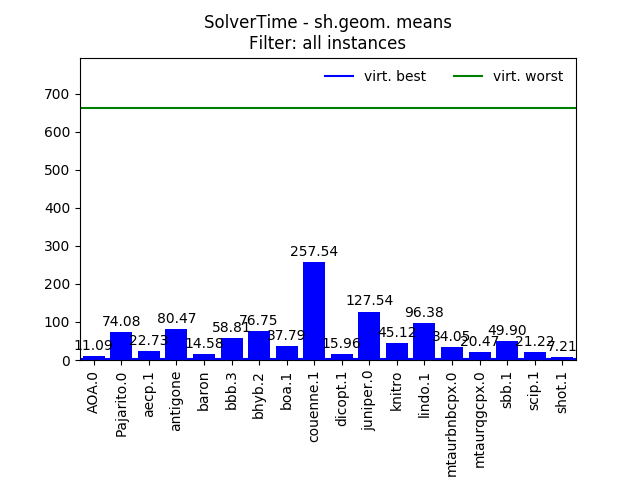 SolverTime - sh.geom. means
Filter: all instances
virt. best
virt. worst
700
600
500
400
300
200
100
0
11.09
74.08
22.73
80.47
14.58
58.81
76.75
37.79
257.54
15.96
127.54
45.12
96.38
34.05
20.47
49.90
21.22
7.21
AOA.0
Pajarito.0
aecp.1
antigone
baron
bbb.3
bhyb.2
boa.1
couenne.1
dicopt.1
juniper.0
knitro
lindo.1
mtaurbnbcpx.0
mtaurqgcpx.0
sbb.1
scip.1
shot.1